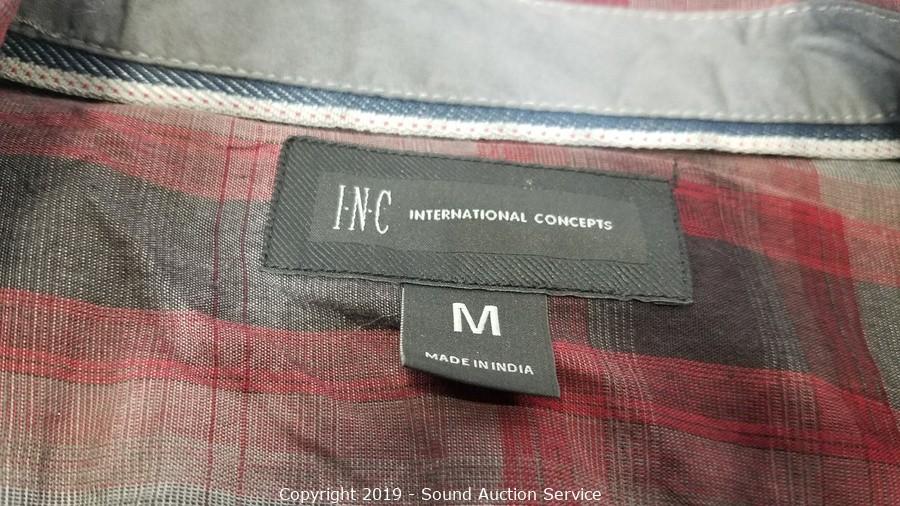 I·N·C INTERNATIONAL CONCEPTS
M
MADE IN INDIA
Copyright 2019 - Sound Auction Service